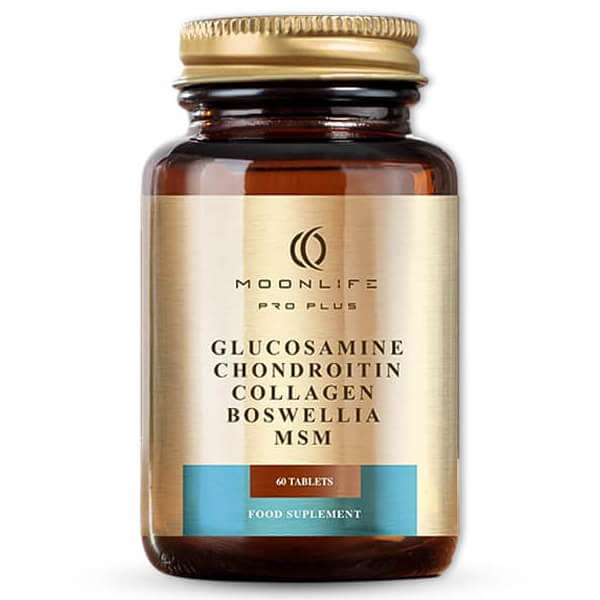 MOONLIFE
PRO PLUS
GLUCOSAMINE
CHONDROITIN
COLLAGEN
BOSWELLIA
MSM
60 TABLETS
FOOD SUPLEMENT